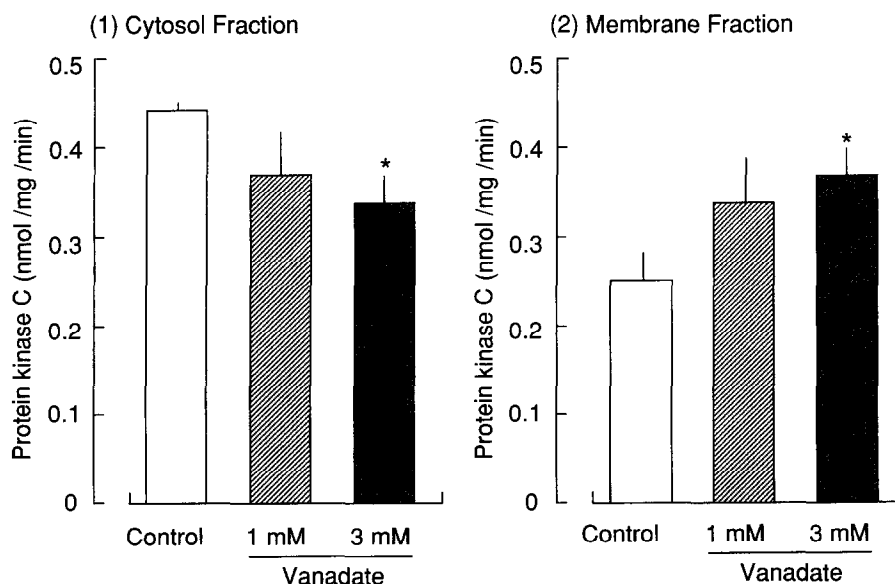 (1) Cytosol Fraction
Protein kinase C (nmol /mg /min)
0.5
0.4
0.3
0.2
0.1
0
*
Control
1 mM
3 mM
Vanadate
(2) Membrane Fraction
Protein kinase C (nmol /mg /min)
0.5
0.4
0.3
0.2
0.1
0
*
Control
1 mM
3 mM
Vanadate